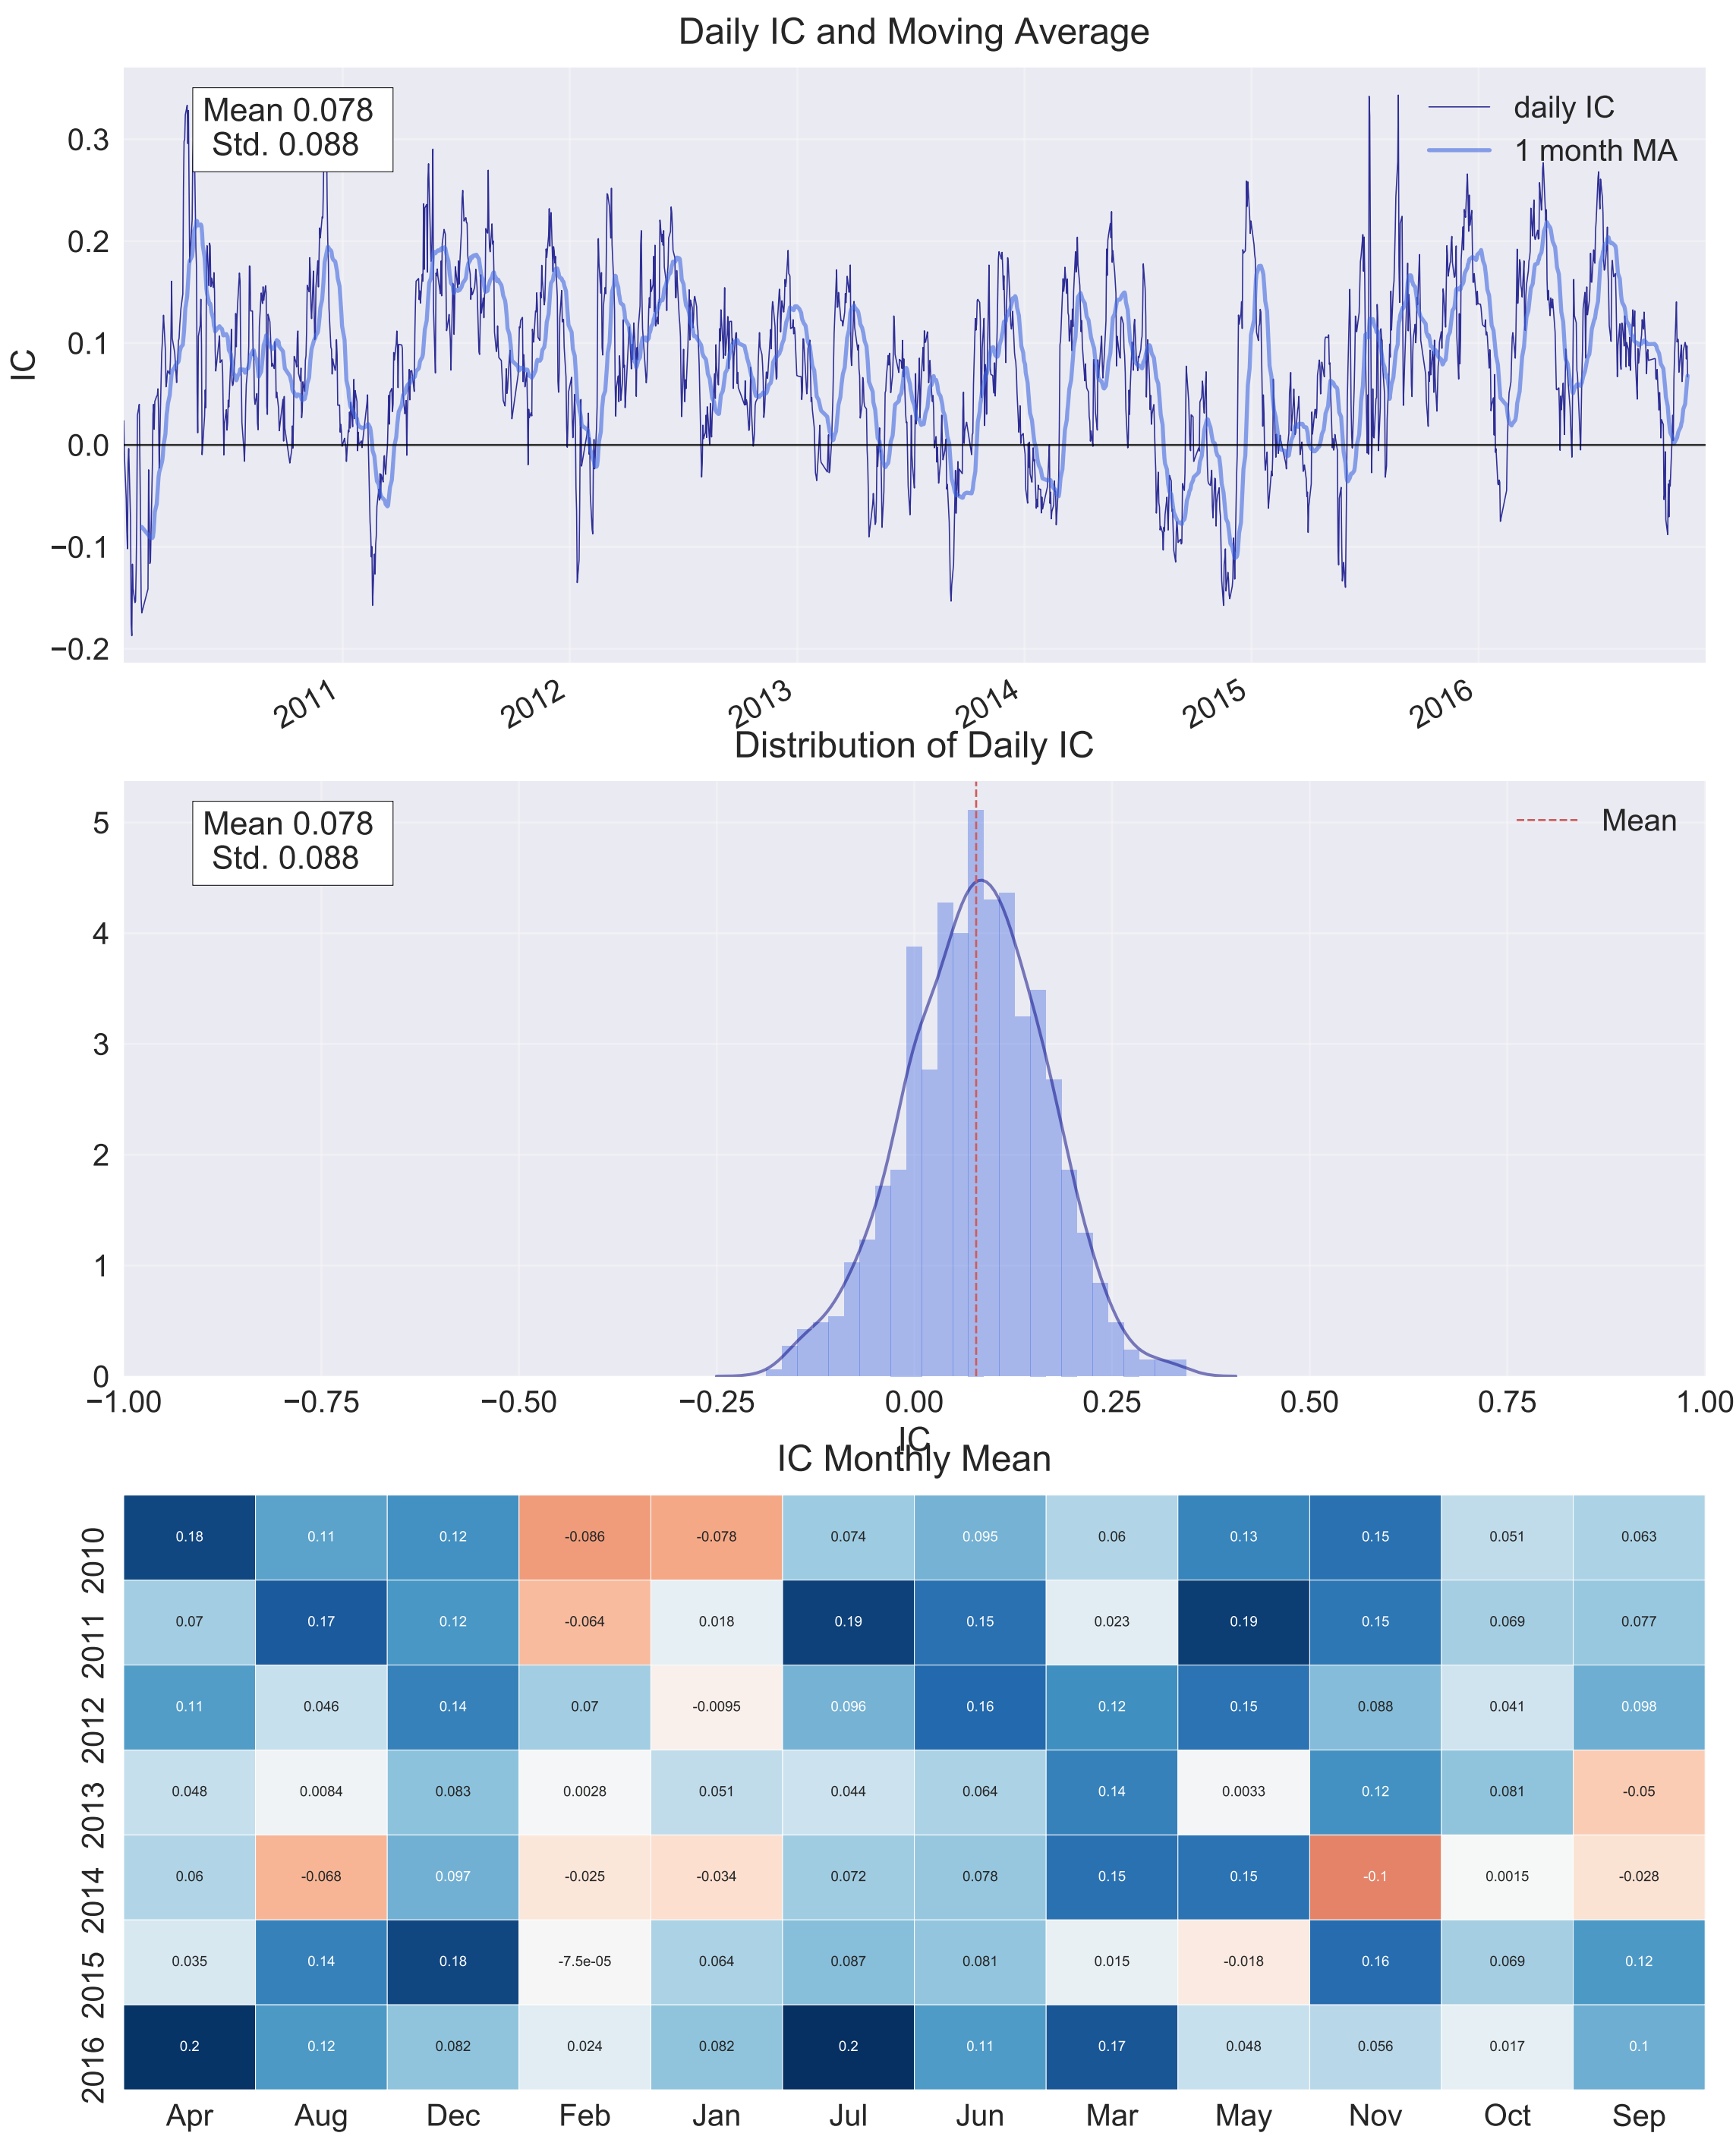 Daily IC and Moving Average
Mean 0.078
Std. 0.088
daily IC
1 month MA
IC
0.3
0.2
0.1
0.0
−0.1
−0.2
2011 2012 2013 2014 2015 2016
Distribution of Daily IC
Mean 0.078
Std. 0.088
Mean
5
4
3
2
1
0
−1.00 −0.75 −0.50 −0.25 0.00 0.25 0.50 0.75 1.00
IC
IC Monthly Mean
2010 0.18 0.11 0.12 -0.086 -0.078 0.074 0.095 0.06 0.13 0.15 0.051 0.063
2011 0.07 0.17 0.12 -0.064 0.018 0.19 0.15 0.023 0.19 0.15 0.069 0.077
2012 0.11 0.046 0.14 0.07 -0.0095 0.096 0.16 0.12 0.15 0.088 0.041 0.098
2013 0.048 0.0084 0.083 0.0028 0.051 0.044 0.064 0.14 0.0033 0.12 0.081 -0.05
2014 0.06 -0.068 0.097 -0.025 -0.034 0.072 0.078 0.15 0.15 -0.1 0.0015 -0.028
2015 0.035 0.14 0.18 -7.5e-05 0.064 0.087 0.081 0.015 -0.018 0.16 0.069 0.12
2016 0.2 0.12 0.082 0.024 0.082 0.2 0.11 0.17 0.048 0.056 0.017 0.1
Apr Aug Dec Feb Jan Jul Jun Mar May Nov Oct Sep